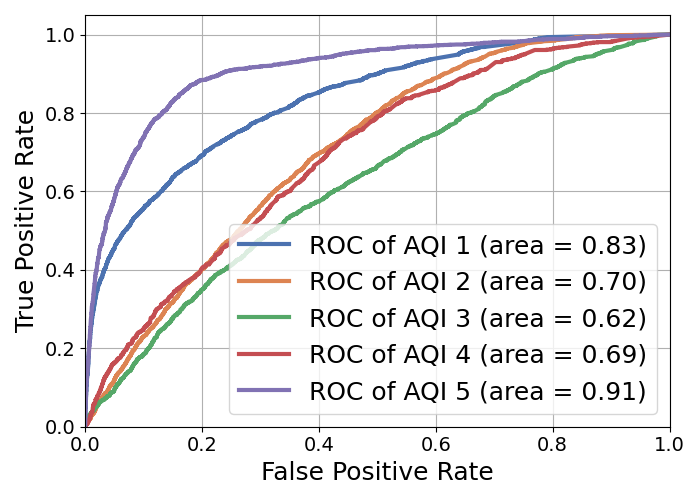 1.0
0.8
0.6
0.4
0.2
0.0
True Positive Rate
ROC of AQI 1 (area = 0.83)
ROC of AQI 2 (area = 0.70)
ROC of AQI 3 (area = 0.62)
ROC of AQI 4 (area = 0.69)
ROC of AQI 5 (area = 0.91)
0.0 0.2 0.4 0.6 0.8 1.0
False Positive Rate